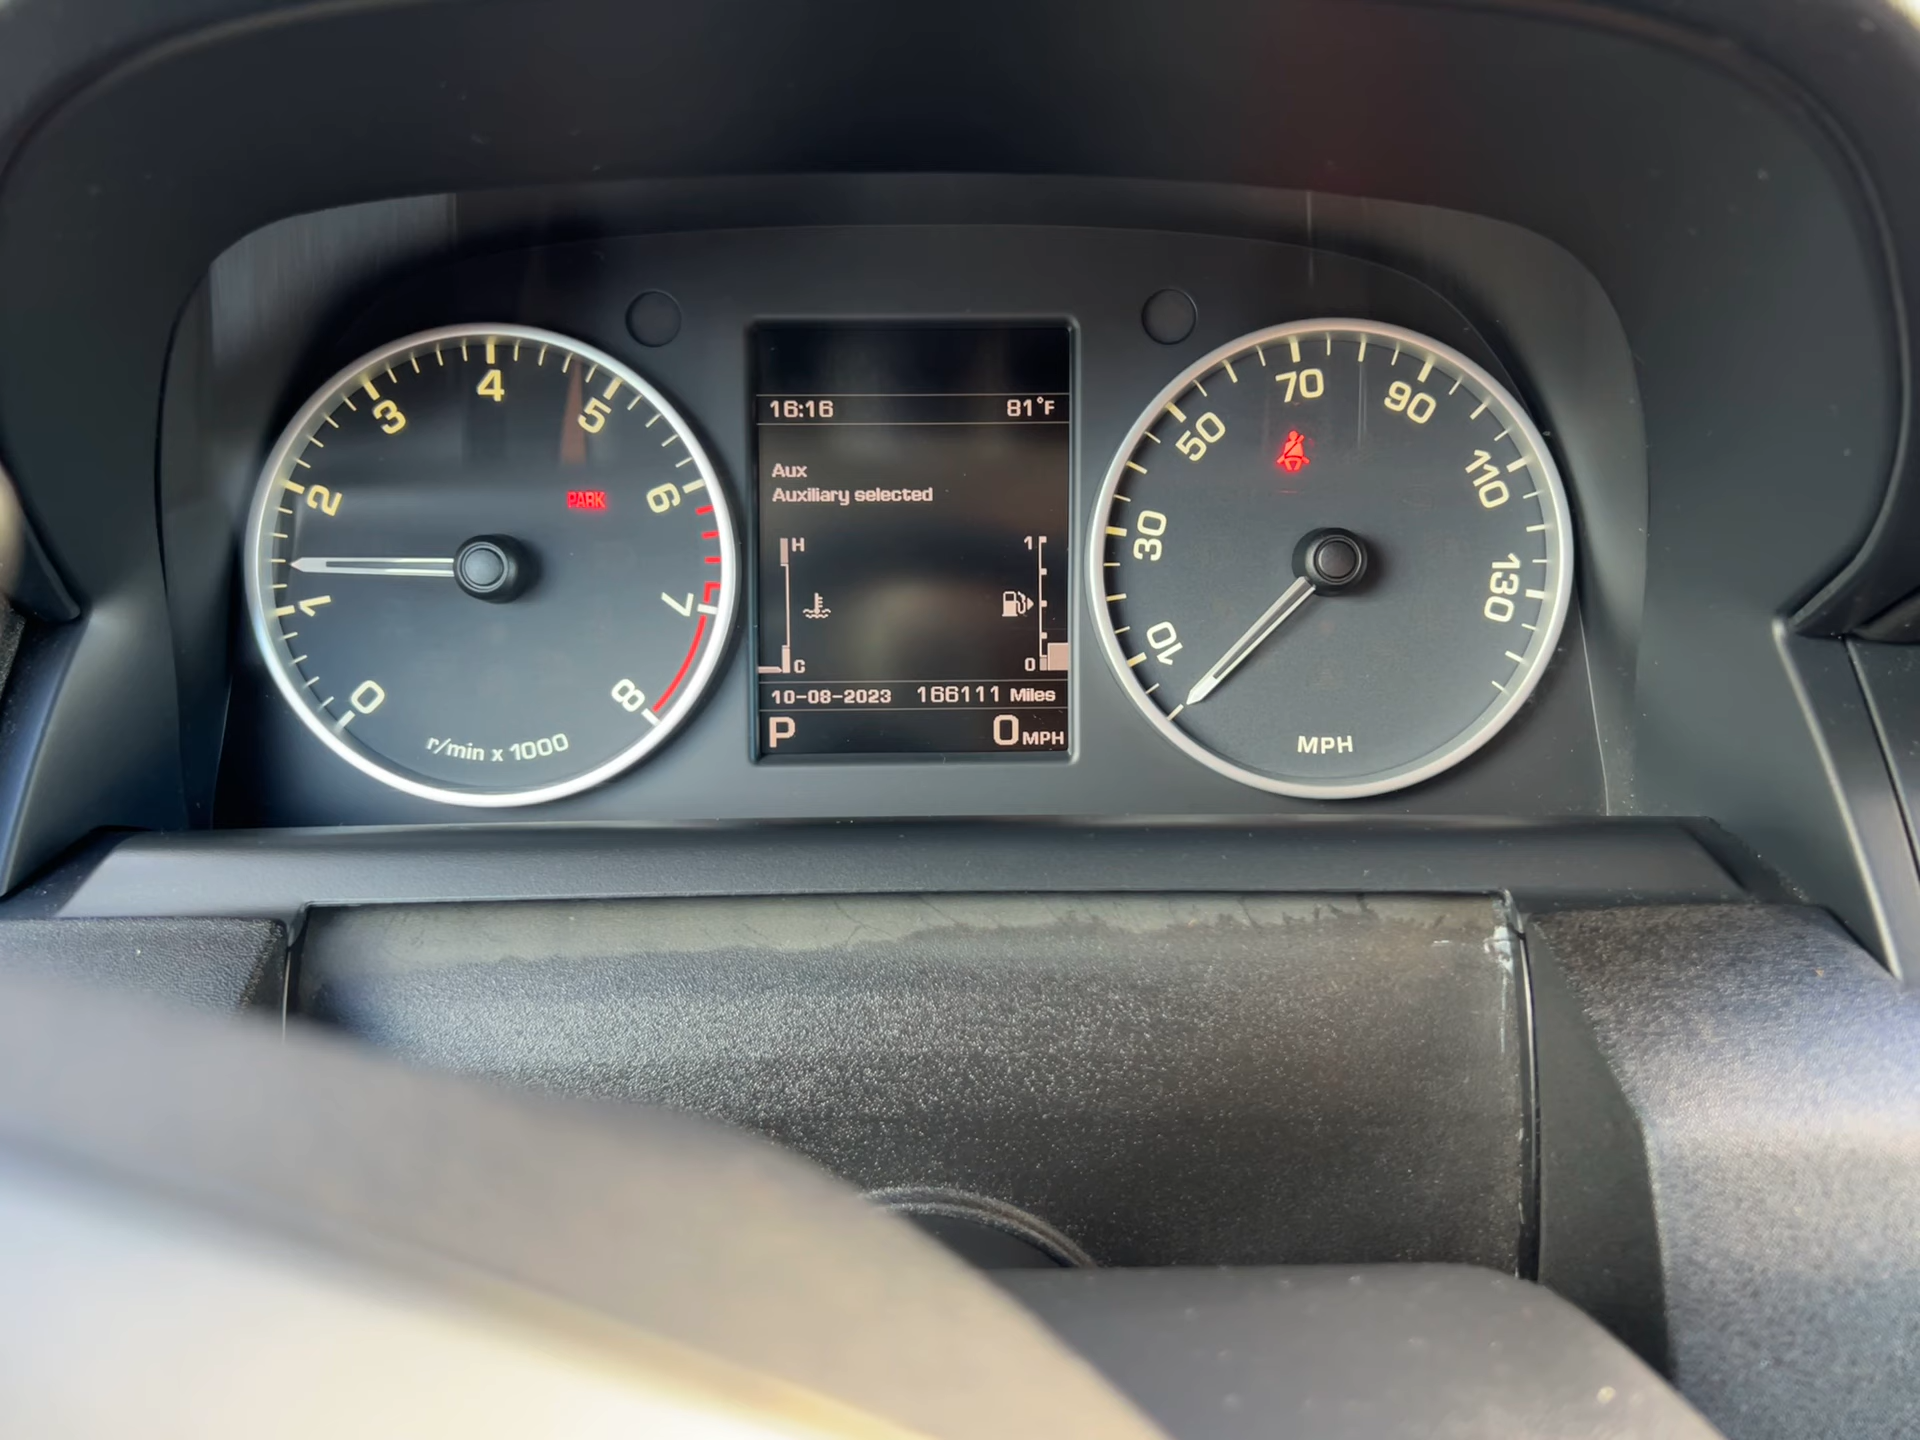 0 1 2 3 4 5 6 7 8
PARK
r/min x 1000
16:16 81°F
Aux
Auxiliary selected
H 1
C 0
10-08-2023 166111 Miles
P 0 MPH
10 30 50 70 90 110 130
MPH